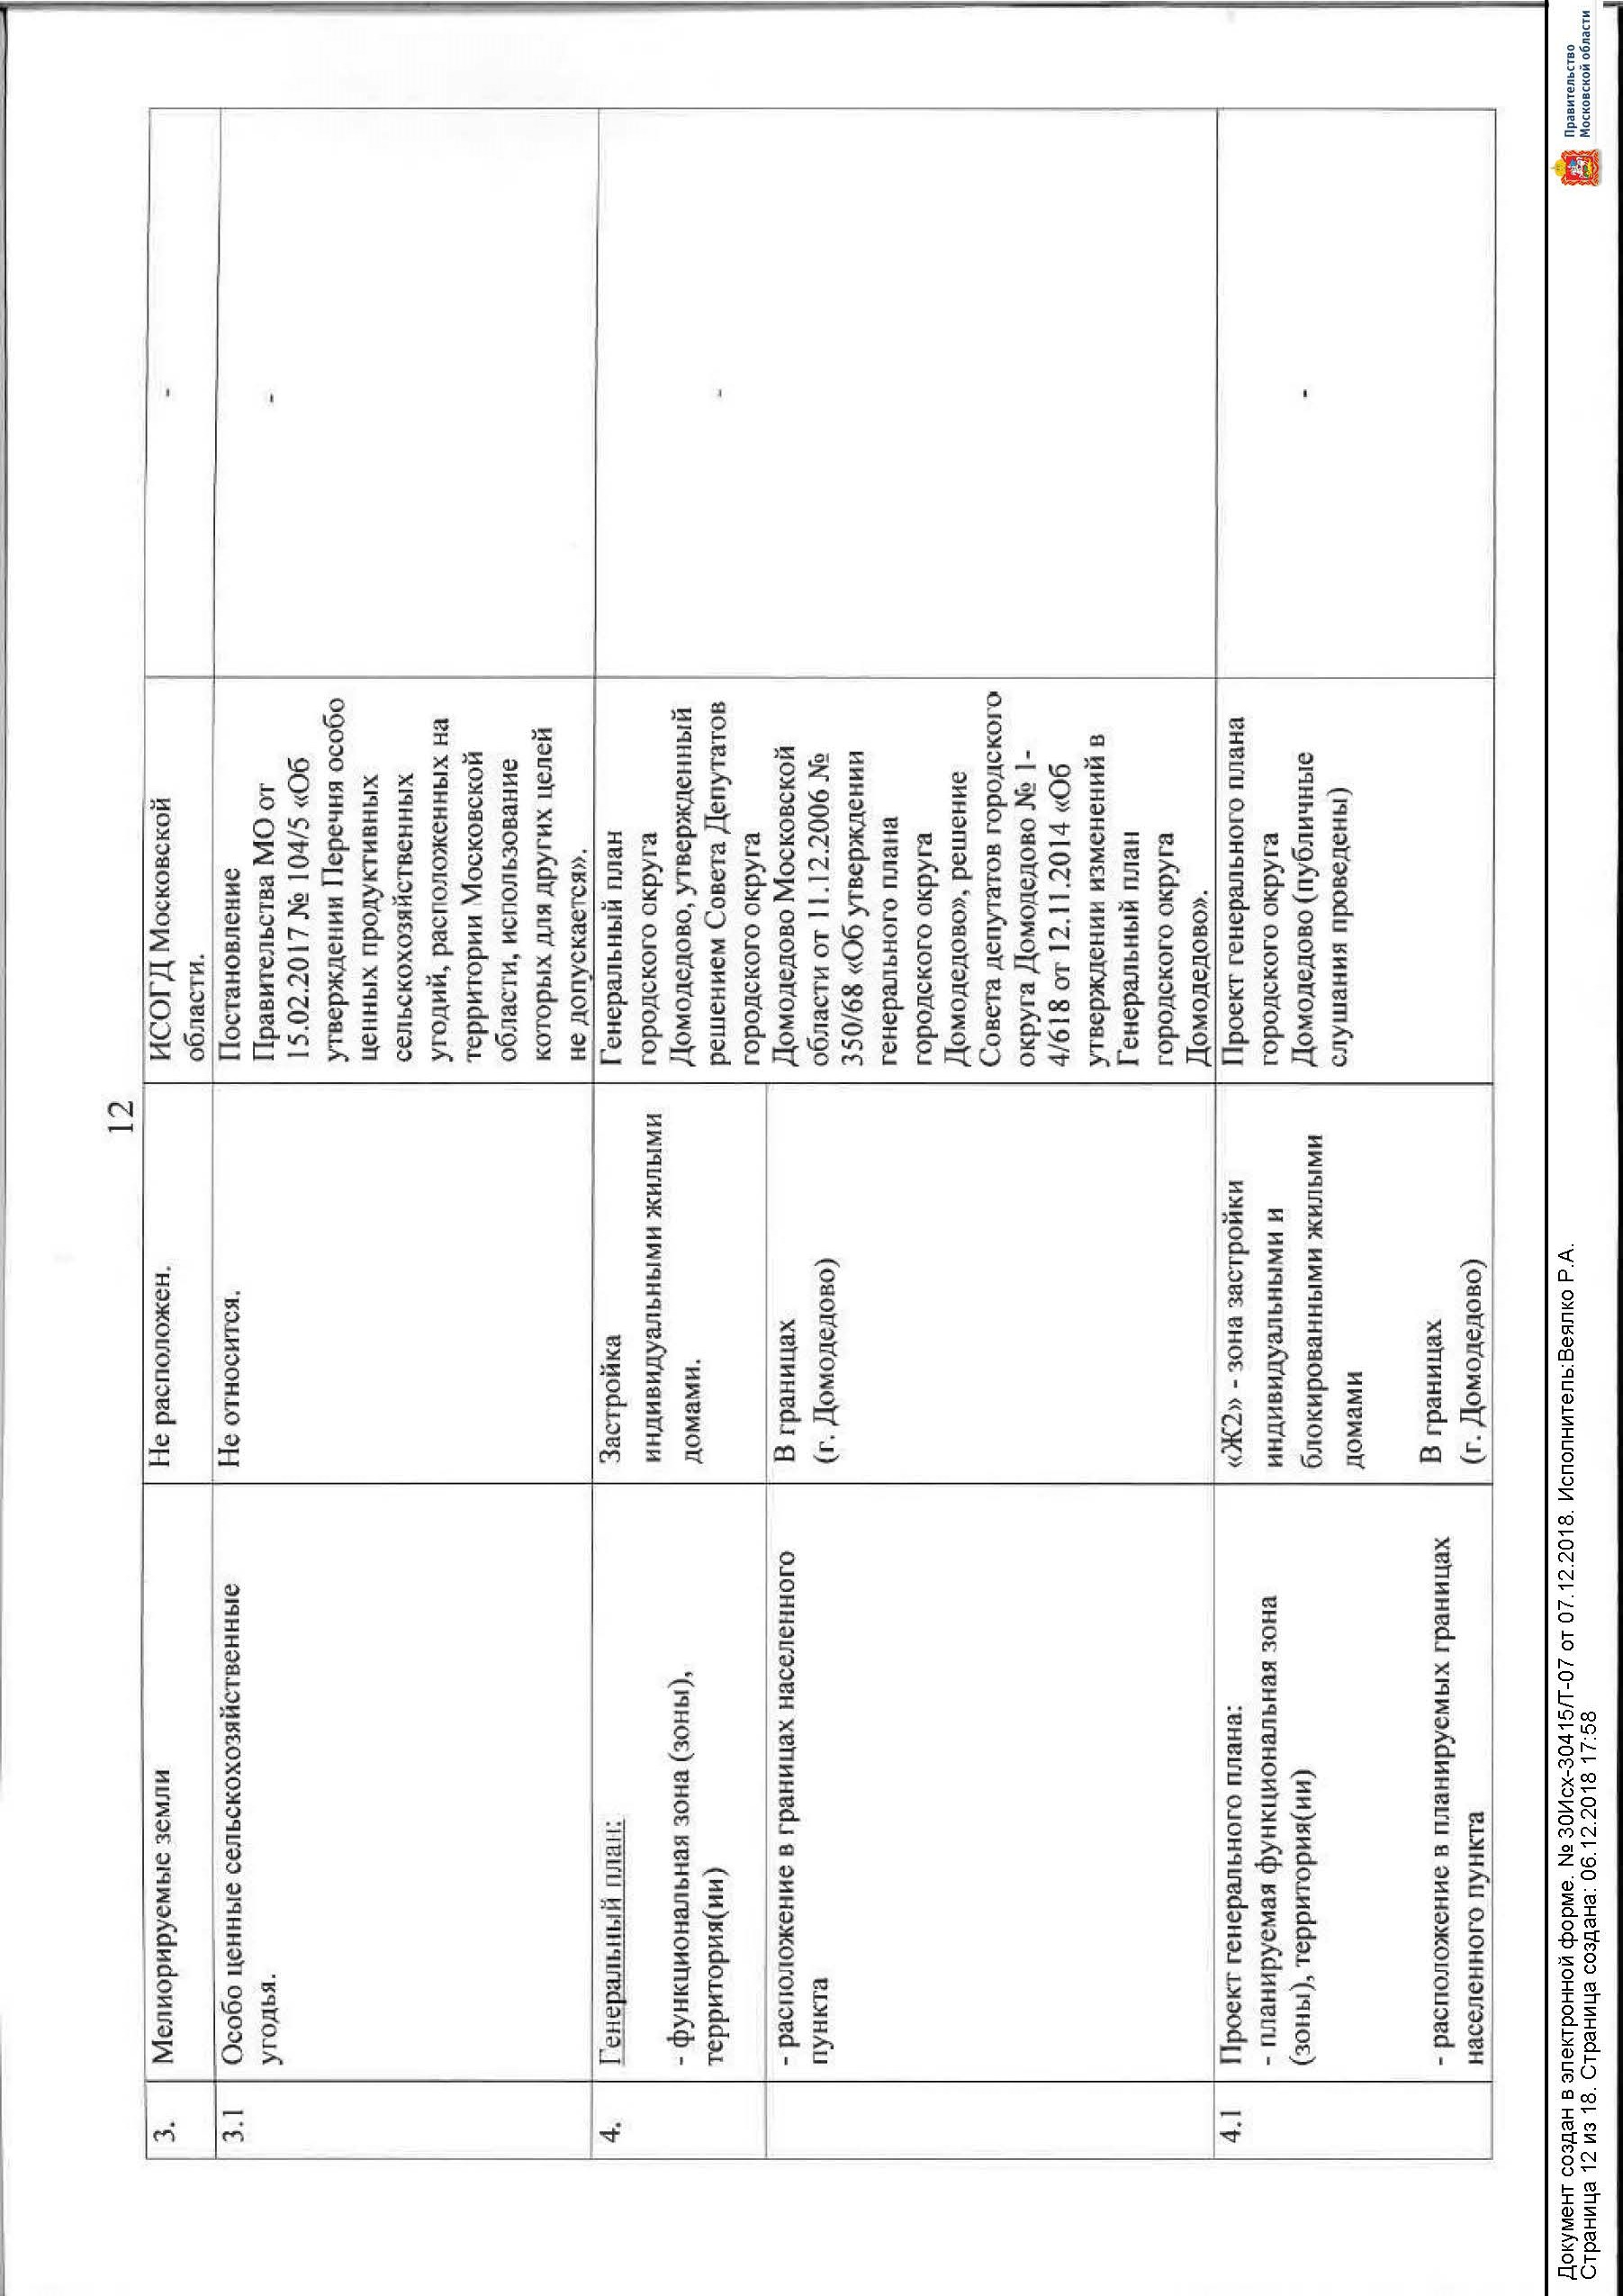 12
3.
Мелиорируемые земли
Не расположен.
ИСОГД Московской
области.
-
3.1
Особо ценные сельскохозяйственные
угодья.
Не относится.
Постановление
Правительства МО от
15.02.2017 № 104/5 «Об
утверждении Перечня особо
ценных продуктивных
сельскохозяйственных
угодий, расположенных на
территории Московской
области, использование
которых для других целей
не допускается».
-
4.
Генеральный план:
- функциональная зона (зоны),
территория(ии)
Застройка
индивидуальными жилыми
домами.
- расположение в границах населенного
пункта
В границах
(г. Домодедово)
Генеральный план
городского округа
Домодедово, утвержденный
решением Совета Депутатов
городского округа
Домодедово Московской
области от 11.12.2006 №
350/68 «Об утверждении
генерального плана
городского округа
Домодедово», решение
Совета депутатов городского
округа Домодедово № 1-
4/618 от 12.11.2014 «Об
утверждении изменений в
Генеральный план
городского округа
Домодедово».
-
4.1
Проект генерального плана:
- планируемая функциональная зона
(зоны), территория(ии)
- расположение в планируемых границах
населенного пункта
«Ж2» - зона застройки
индивидуальными и
блокированными жилыми
домами
В границах
(г. Домодедово)
Проект генерального плана
городского округа
Домодедово (публичные
слушания проведены)
-
Документ создан в электронной форме. № 30Исх-30415/Т-07 от 07.12.2018. Исполнитель:Веялко Р.А.
Страница 12 из 18. Страница создана: 06.12.2018 17:58
Правительство
Московской области